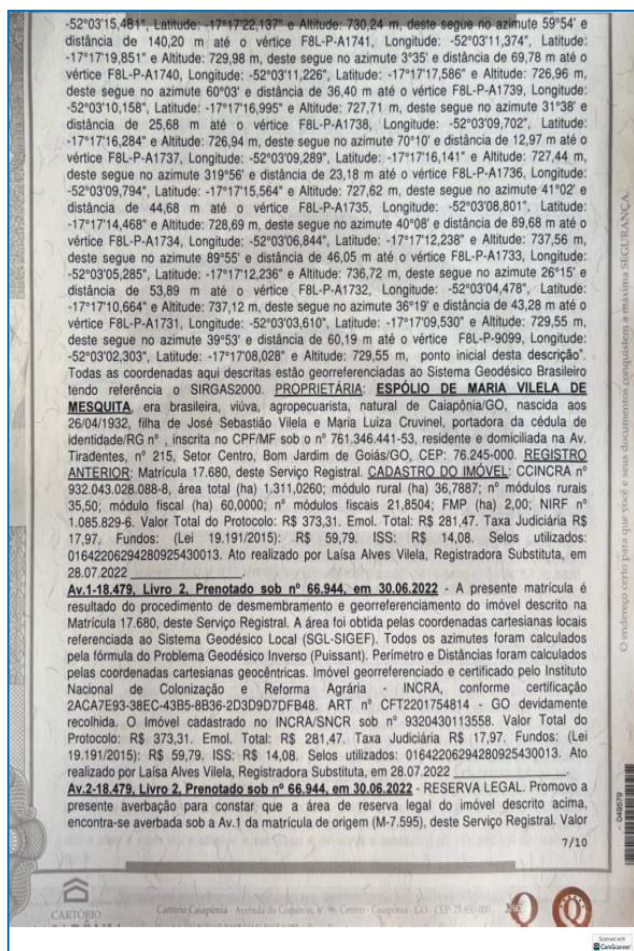 -52°03'15,481", Latitude: -17°17'22,137" e Altitude: 730,24 m, deste segue no azimute 59°54' e
distância de 140,20 m até o vértice F8L-P-A1741, Longitude: -52°03'11,374", Latitude:
-17°17'19,851" e Altitude: 729,98 m, deste segue no azimute 3°35' e distância de 69,78 m até o
vértice F8L-P-A1740, Longitude: -52°03'11,226", Latitude: -17°17'17,586" e Altitude: 726,96 m,
deste segue no azimute 60°03' e distância de 36,40 m até o vértice F8L-P-A1739, Longitude:
-52°03'10,158", Latitude: -17°17'16,995" e Altitude: 727,71 m, deste segue no azimute 31°38' e
distância de 25,68 m até o vértice F8L-P-A1738, Longitude: -52°03'09,702", Latitude:
-17°17'16,284" e Altitude: 726,94 m, deste segue no azimute 70°10' e distância de 12,97 m até o
vértice F8L-P-A1737, Longitude: -52°03'09,289", Latitude: -17°17'16,141" e Altitude: 727,44 m,
deste segue no azimute 319°56' e distância de 23,18 m até o vértice F8L-P-A1736, Longitude:
-52°03'09,794", Latitude: -17°17'15,564" e Altitude: 727,62 m, deste segue no azimute 41°02' e
distância de 44,68 m até o vértice F8L-P-A1735, Longitude: -52°03'08,801", Latitude:
-17°17'14,468" e Altitude: 728,69 m, deste segue no azimute 40°08' e distância de 89,68 m até o
vértice F8L-P-A1734, Longitude: -52°03'06,844", Latitude: -17°17'12,238" e Altitude: 737,56 m,
deste segue no azimute 89°55' e distância de 46,05 m até o vértice F8L-P-A1733, Longitude:
-52°03'05,285", Latitude: -17°17'12,236" e Altitude: 736,72 m, deste segue no azimute 26°15' e
distância de 53,89 m até o vértice F8L-P-A1732, Longitude: -52°03'04,478", Latitude:
-17°17'10,664" e Altitude: 737,12 m, deste segue no azimute 36°19' e distância de 43,28 m até o
vértice F8L-P-A1731, Longitude: -52°03'03,610", Latitude: -17°17'09,530" e Altitude: 729,55 m,
deste segue no azimute 39°53' e distância de 60,19 m até o vértice F8L-P-9099, Longitude:
-52°03'02,303", Latitude: -17°17'08,028" e Altitude: 729,55 m, ponto inicial desta descrição".
Todas as coordenadas aqui descritas estão georreferenciadas ao Sistema Geodésico Brasileiro
tendo referência o SIRGAS2000. PROPRIETÁRIA: ESPÓLIO DE MARIA VILELA DE
MESQUITA, era brasileira, viúva, agropecuarista, natural de Caiapônia/GO, nascida aos
26/04/1932, filha de José Sebastião Vilela e Maria Luiza Cruvinel, portadora da cédula de
identidade/RG nº , inscrita no CPF/MF sob o nº 761.346.441-53, residente e domiciliada na Av.
Tiradentes, nº 215, Setor Centro, Bom Jardim de Goiás/GO, CEP: 76.245-000. REGISTRO
ANTERIOR: Matrícula 17.680, deste Serviço Registral. CADASTRO DO IMÓVEL: CCINCRA nº
932.043.028.088-8, área total (ha) 1.311,0260; módulo rural (ha) 36,7887; nº módulos rurais
35,50; módulo fiscal (ha) 60,0000; nº módulos fiscais 21,8504; FMP (ha) 2,00; NIRF nº
1.085.829-6. Valor Total do Protocolo: R$ 373,31. Emol. Total: R$ 281,47. Taxa Judiciária R$
17,97. Fundos: (Lei 19.191/2015): R$ 59,79. ISS: R$ 14,08. Selos utilizados:
01642206294280925430013. Ato realizado por Laísa Alves Vilela, Registradora Substituta, em
28.07.2022 ______________.
Av.1-18.479, Livro 2, Prenotado sob nº 66.944, em 30.06.2022 - A presente matrícula é
resultado do procedimento de desmembramento e georreferenciamento do imóvel descrito na
Matrícula 17.680, deste Serviço Registral. A área foi obtida pelas coordenadas cartesianas locais
referenciada ao Sistema Geodésico Local (SGL-SIGEF). Todos os azimutes foram calculados
pela fórmula do Problema Geodésico Inverso (Puissant). Perímetro e Distâncias foram calculados
pelas coordenadas cartesianas geocêntricas. Imóvel georreferenciado e certificado pelo Instituto
Nacional de Colonização e Reforma Agrária - INCRA, conforme certificação
2ACA7E93-38EC-43B5-8B36-2D3D9D7DFB48. ART nº CFT2201754814 - GO devidamente
recolhida. O Imóvel cadastrado no INCRA/SNCR sob nº 9320430113558. Valor Total do
Protocolo: R$ 373,31. Emol. Total: R$ 281,47. Taxa Judiciária R$ 17,97. Fundos: (Lei
19.191/2015): R$ 59,79. ISS: R$ 14,08. Selos utilizados: 01642206294280925430013. Ato
realizado por Laísa Alves Vilela, Registradora Substituta, em 28.07.2022 ______________.
Av.2-18.479, Livro 2, Prenotado sob nº 66.944, em 30.06.2022 - RESERVA LEGAL. Promovo a
presente averbação para constar que a área de reserva legal do imóvel descrito acima,
encontra-se averbada sob a Av.1 da matrícula de origem (M-7.595), deste Serviço Registral. Valor
7/10
O endereço certo para que você e seus documentos conquistem a máxima SEGURANÇA.
- 049579
CARTÓRIO
Cartório Caiapônia - Avenida do Comércio, nº 96, Centro - Caiapônia - GO - CEP: 75.850-000
Scanned with
CamScanner